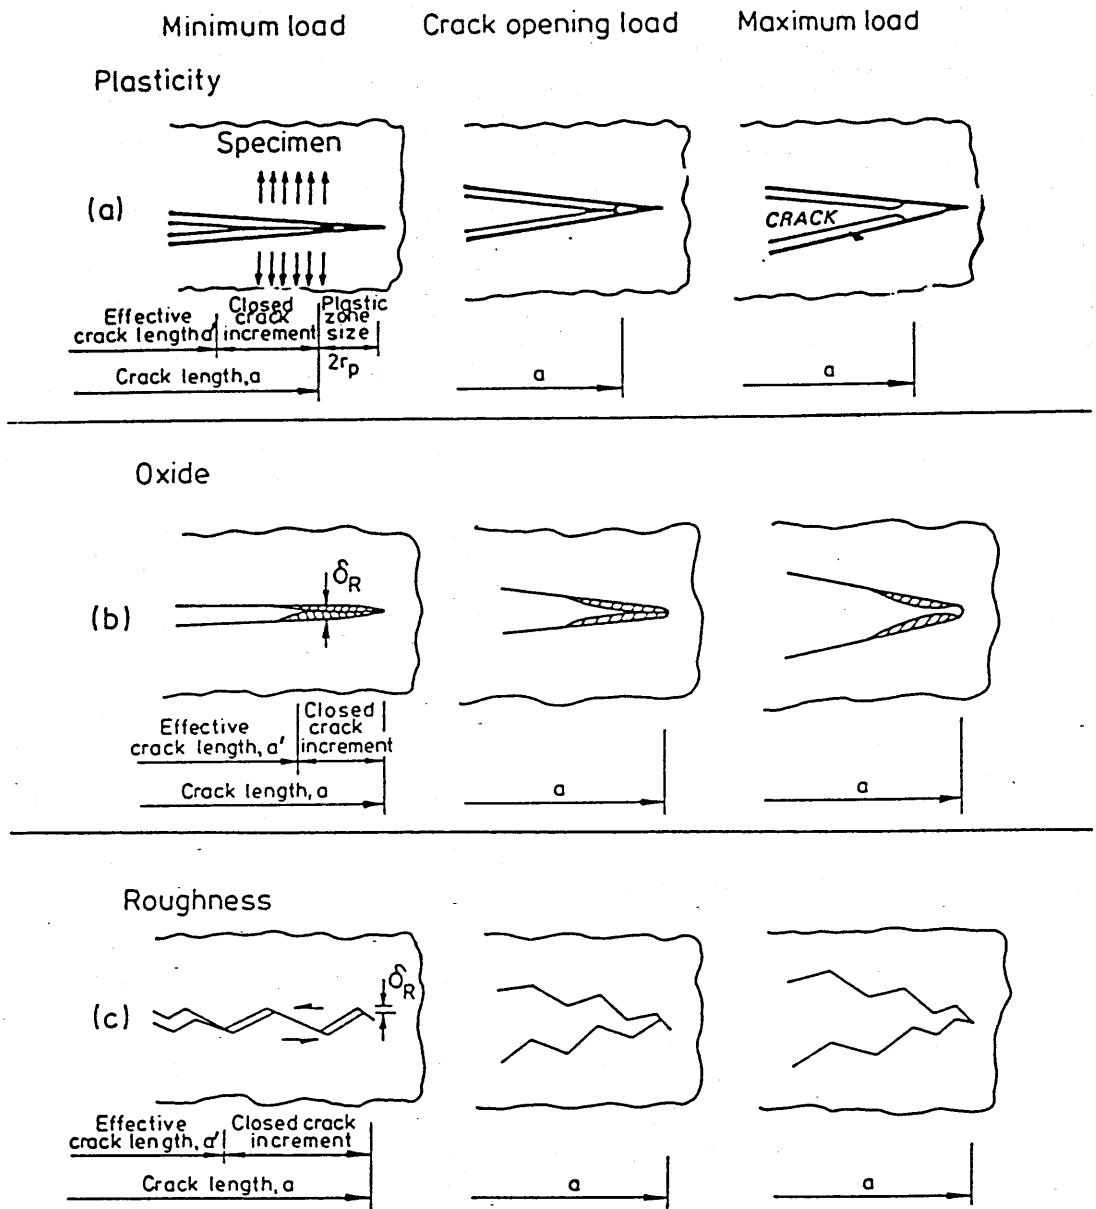 Minimum load
Crack opening load
Maximum load
Plasticity
(a)
Specimen
CRACK
Effective
crack length a'
Closed
crack
increment
Plastic
zone
size
2rp
Crack length, a
a
a
Oxide
(b)
δR
Effective
crack length, a'
Closed
crack
increment
Crack length, a
a
a
Roughness
(c)
δR
Effective
crack length, a'
Closed crack
increment
Crack length, a
a
a